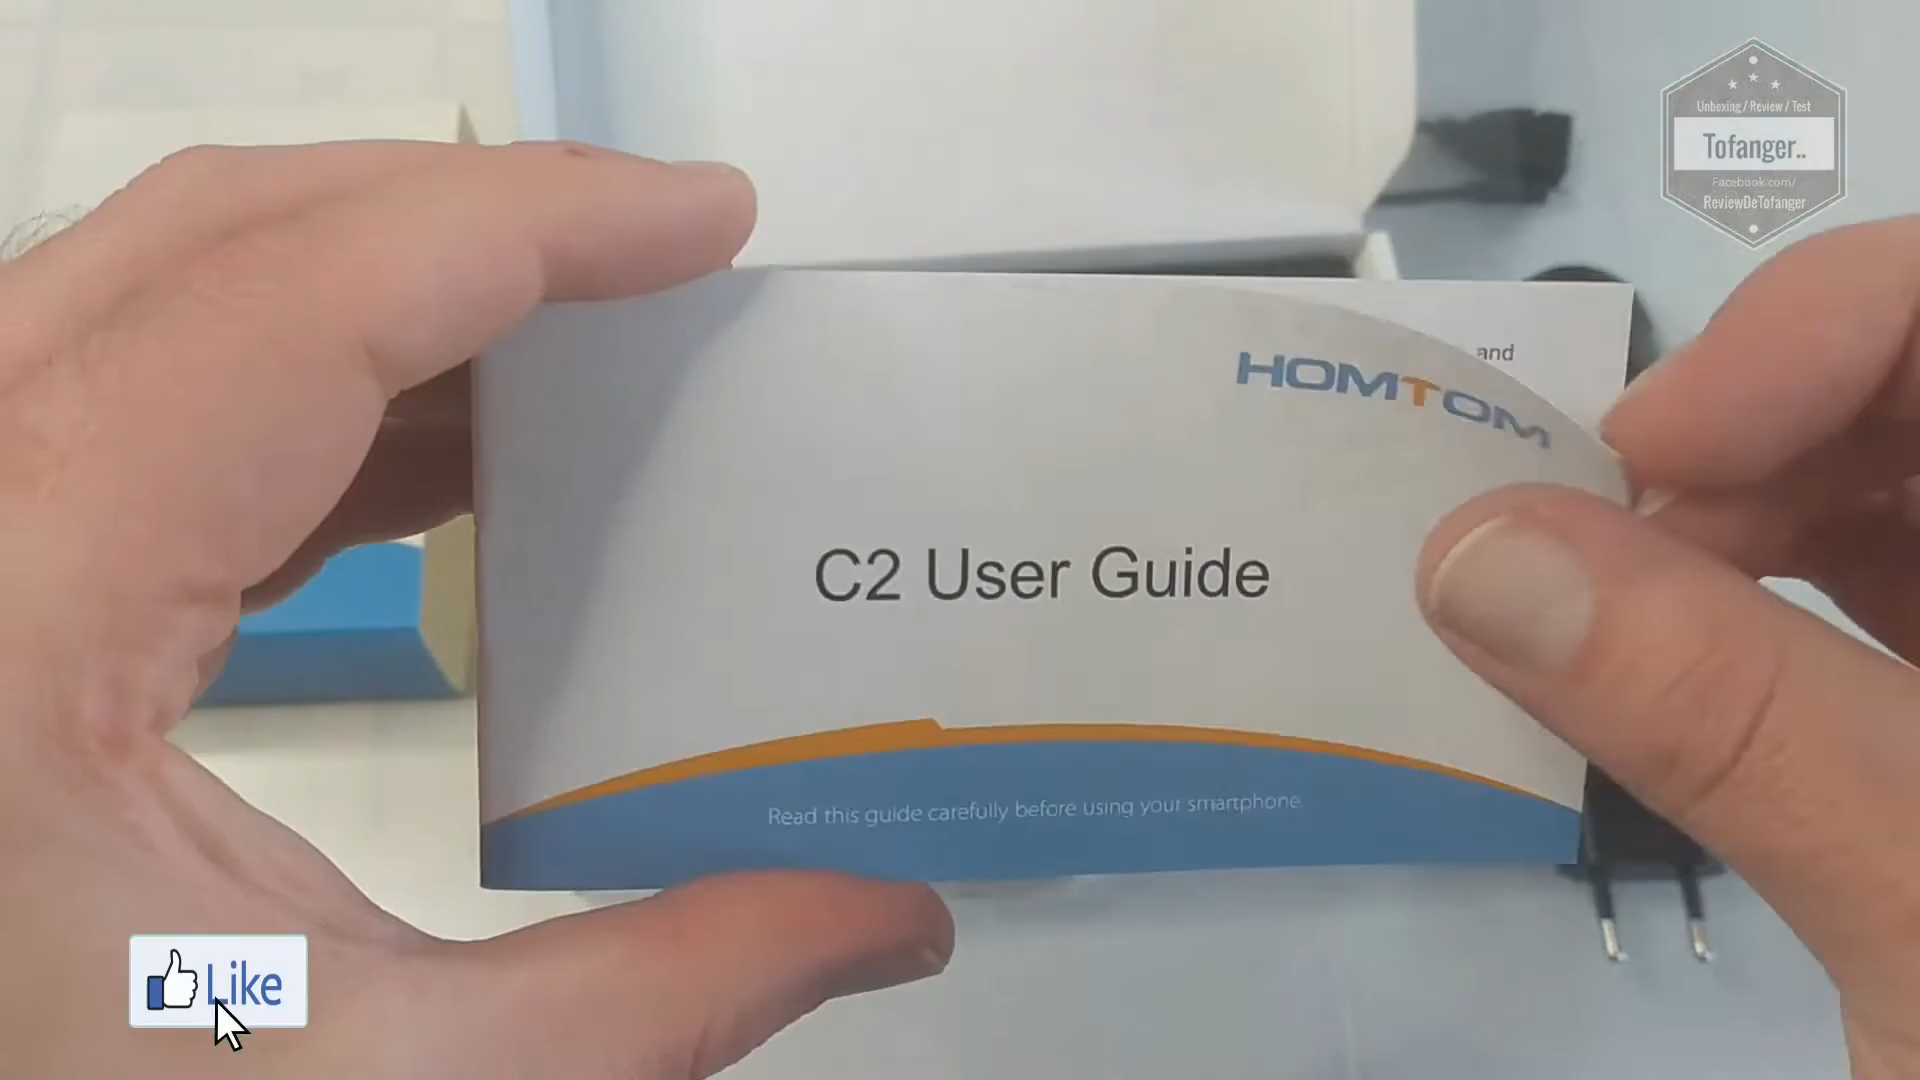 Unboxing / Review / Test
Tofanger..
Facebook.com/
ReviewDeTofanger
and
HOMTOM
C2 User Guide
Read this guide carefully before using your smartphone.
Like